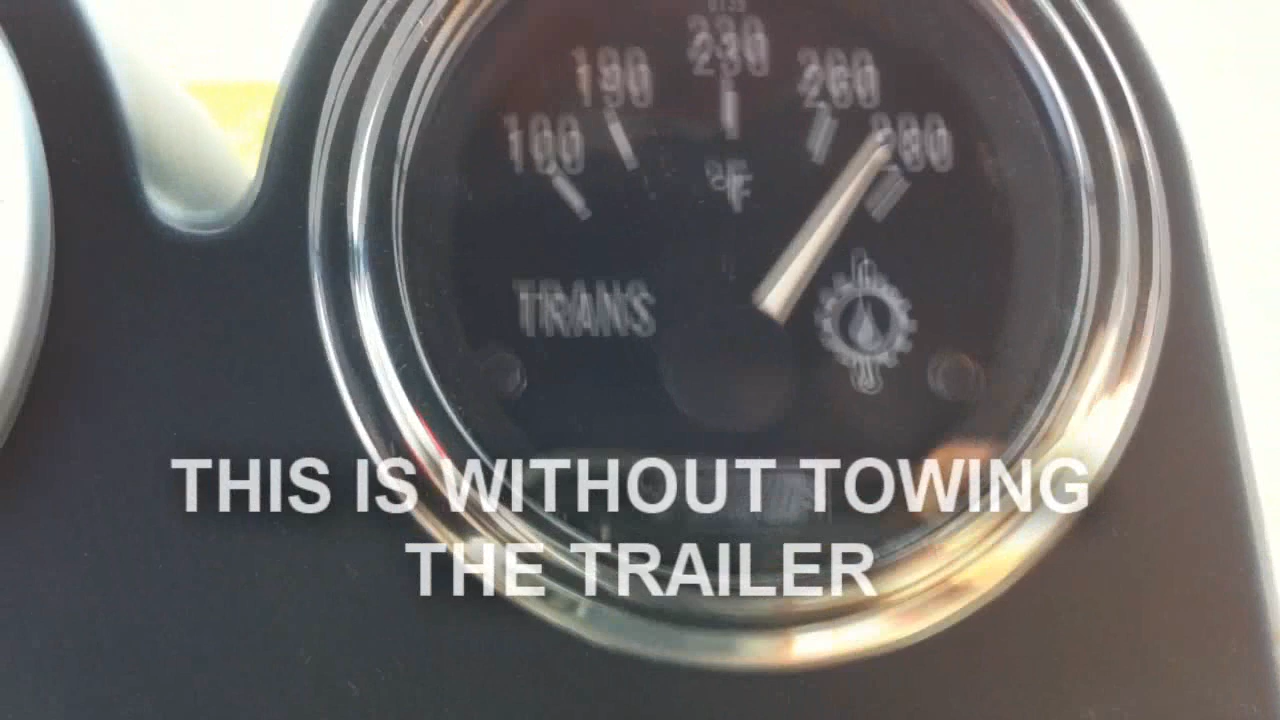 230
190
260
100
280
°F
TRANS
THIS IS WITHOUT TOWING
THE TRAILER